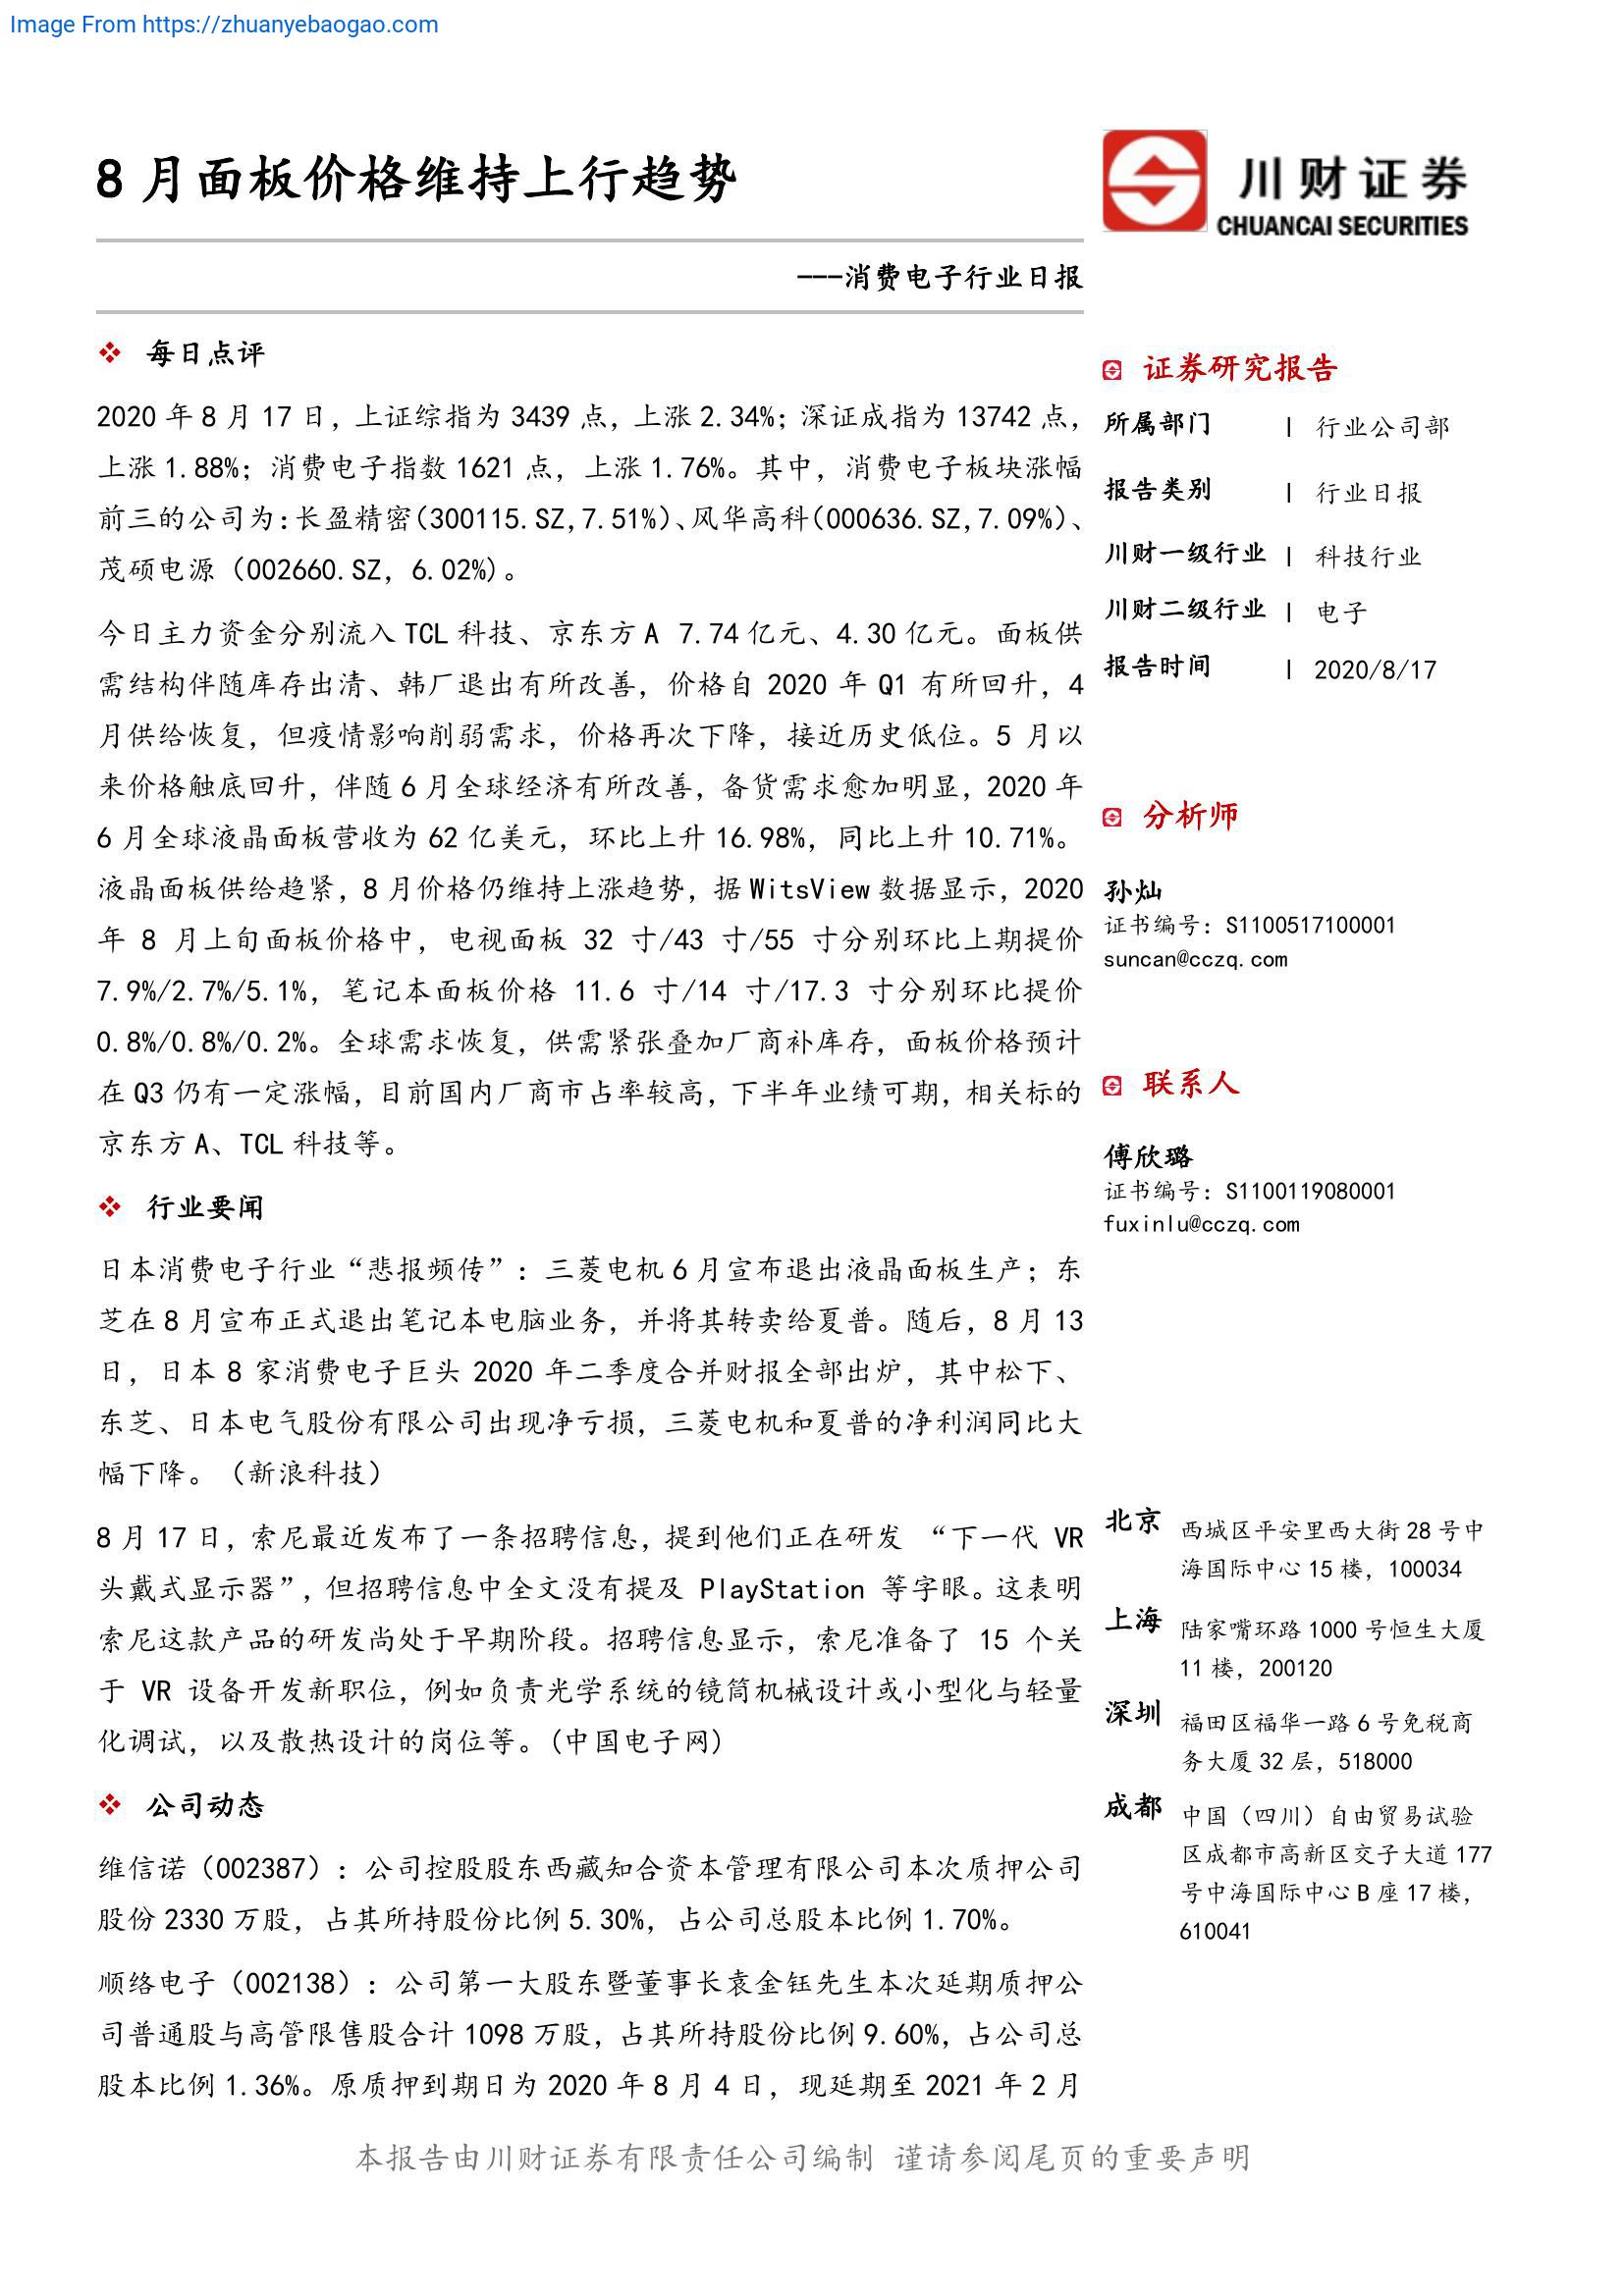 Image From https://zhuanyebaogao.com
8 月面板价格维持上行趋势
川财证券
CHUANCAI SECURITIES
---消费电子行业日报
每日点评
2020 年 8 月 17 日，上证综指为 3439 点，上涨 2.34%；深证成指为 13742 点，
上涨 1.88%；消费电子指数 1621 点，上涨 1.76%。其中，消费电子板块涨幅
前三的公司为：长盈精密（300115.SZ,7.51%）、风华高科（000636.SZ,7.09%）、
茂硕电源（002660.SZ，6.02%）。
今日主力资金分别流入 TCL 科技、京东方 A 7.74 亿元、4.30 亿元。面板供
需结构伴随库存出清、韩厂退出有所改善，价格自 2020 年 Q1 有所回升，4
月供给恢复，但疫情影响削弱需求，价格再次下降，接近历史低位。5 月以
来价格触底回升，伴随 6 月全球经济有所改善，备货需求愈加明显，2020 年
6 月全球液晶面板营收为 62 亿美元，环比上升 16.98%，同比上升 10.71%。
液晶面板供给趋紧，8 月价格仍维持上涨趋势，据 WitsView 数据显示，2020
年 8 月上旬面板价格中，电视面板 32 寸/43 寸/55 寸分别环比上期提价
7.9%/2.7%/5.1%，笔记本面板价格 11.6 寸/14 寸/17.3 寸分别环比提价
0.8%/0.8%/0.2%。全球需求恢复，供需紧张叠加厂商补库存，面板价格预计
在 Q3 仍有一定涨幅，目前国内厂商市占率较高，下半年业绩可期，相关标的
京东方 A、TCL 科技等。
行业要闻
日本消费电子行业“悲报频传”：三菱电机 6 月宣布退出液晶面板生产；东
芝在 8 月宣布正式退出笔记本电脑业务，并将其转卖给夏普。随后，8 月 13
日，日本 8 家消费电子巨头 2020 年二季度合并财报全部出炉，其中松下、
东芝、日本电气股份有限公司出现净亏损，三菱电机和夏普的净利润同比大
幅下降。（新浪科技）
8 月 17 日，索尼最近发布了一条招聘信息，提到他们正在研发 “下一代 VR
头戴式显示器”，但招聘信息中全文没有提及 PlayStation 等字眼。这表明
索尼这款产品的研发尚处于早期阶段。招聘信息显示，索尼准备了 15 个关
于 VR 设备开发新职位，例如负责光学系统的镜筒机械设计或小型化与轻量
化调试，以及散热设计的岗位等。(中国电子网)
公司动态
维信诺（002387）：公司控股股东西藏知合资本管理有限公司本次质押公司
股份 2330 万股，占其所持股份比例 5.30%，占公司总股本比例 1.70%。
顺络电子（002138）：公司第一大股东暨董事长袁金钰先生本次延期质押公
司普通股与高管限售股合计 1098 万股，占其所持股份比例 9.60%，占公司总
股本比例 1.36%。原质押到期日为 2020 年 8 月 4 日，现延期至 2021 年 2 月
证券研究报告
所属部门 | 行业公司部
报告类别 | 行业日报
川财一级行业 | 科技行业
川财二级行业 | 电子
报告时间 | 2020/8/17
分析师
孙灿
证书编号：S1100517100001
suncan@cczq.com
联系人
傅欣璐
证书编号：S1100119080001
fuxinlu@cczq.com
北京 西城区平安里西大街 28 号中
海国际中心 15 楼，100034
上海 陆家嘴环路 1000 号恒生大厦
11 楼，200120
深圳 福田区福华一路 6 号免税商
务大厦 32 层，518000
成都 中国（四川）自由贸易试验
区成都市高新区交子大道 177
号中海国际中心 B 座 17 楼，
610041
本报告由川财证券有限责任公司编制 谨请参阅尾页的重要声明